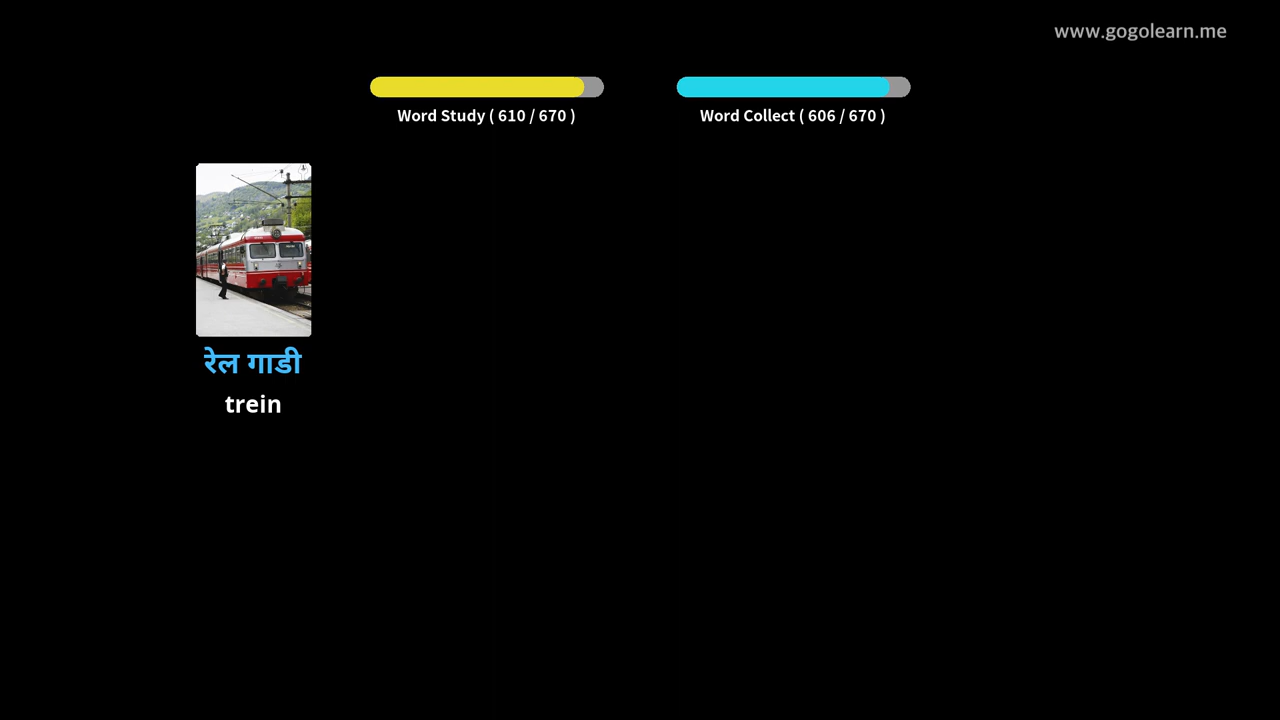 www.gogolearn.me
Word Study ( 610 / 670 )
Word Collect ( 606 / 670 )
रेल गाडी
trein